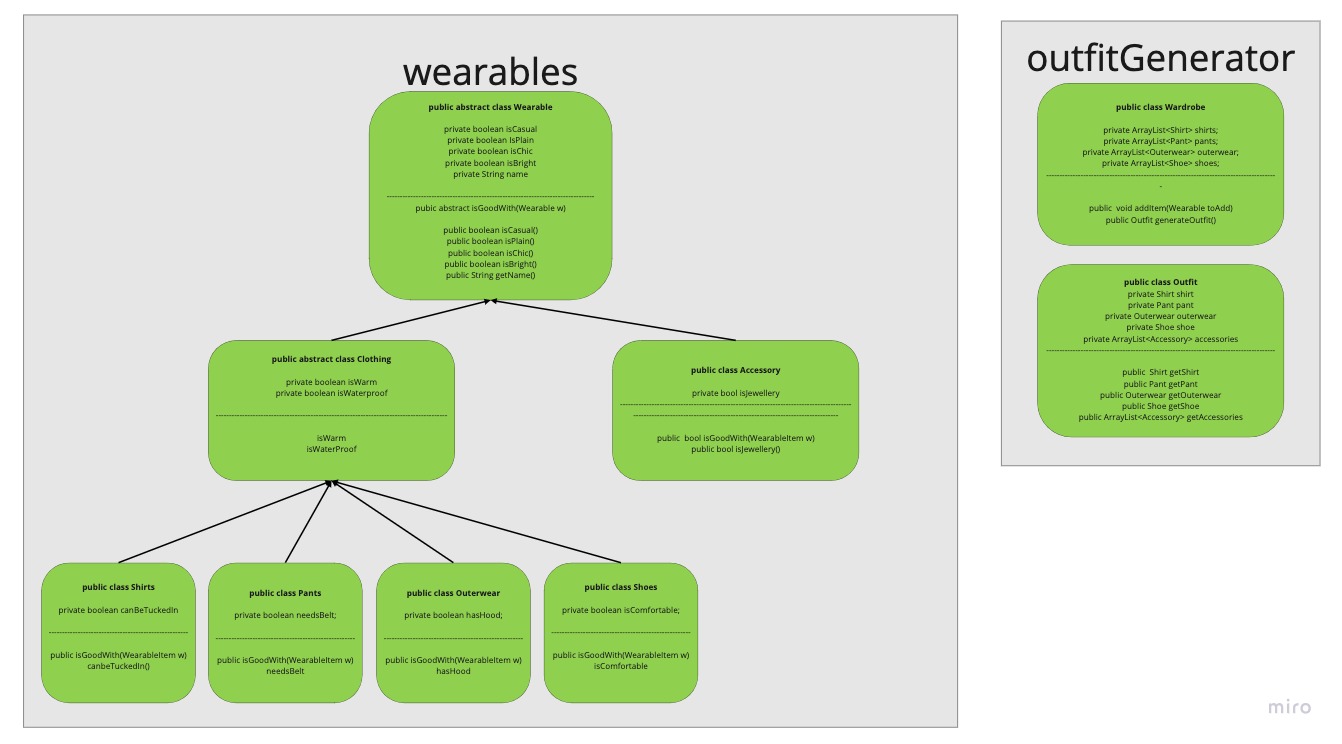 wearables
public abstract class Wearable
private boolean isCasual
private boolean IsPlain
private boolean isChic
private boolean isBright
private String name
--------------------------------------------------------------------------------
pubic abstract isGoodWith(Wearable w)
public boolean isCasual()
public boolean isPlain()
public boolean isChic()
public boolean isBright()
public String getName()
public abstract class Clothing
private boolean isWarm
private boolean isWaterproof
--------------------------------------------------------------------------------
isWarm
isWaterProof
public class Accessory
private bool isJewellery
--------------------------------------------------------------------------------
--------------------------------------------------------------------------------
public  bool isGoodWith(WearableItem w)
public bool isJewellery()
public class Shirts
private boolean canBeTuckedIn
------------------------------------------------------
public isGoodWith(WearableItem w)
canbeTuckedIn()
public class Pants
private boolean needsBelt;
------------------------------------------------------
public isGoodWith(WearableItem w)
needsBelt
public class Outerwear
private boolean hasHood;
------------------------------------------------------
public isGoodWith(WearableItem w)
hasHood
public class Shoes
private boolean isComfortable;
------------------------------------------------------
public isGoodWith(WearableItem w)
isComfortable
outfitGenerator
public class Wardrobe
private ArrayList<Shirt> shirts;
private ArrayList<Pant> pants;
private ArrayList<Outerwear> outerwear;
private ArrayList<Shoe> shoes;
--------------------------------------------------------------------------------
-
public  void addItem(Wearable toAdd)
public Outfit generateOutfit()
public class Outfit
private Shirt shirt
private Pant pant
private Outerwear outerwear
private Shoe shoe
private ArrayList<Accessory> accessories
--------------------------------------------------------------------------------
public  Shirt getShirt
public Pant getPant
public Outerwear getOuterwear
public Shoe getShoe
public ArrayList<Accessory> getAccessories
miro